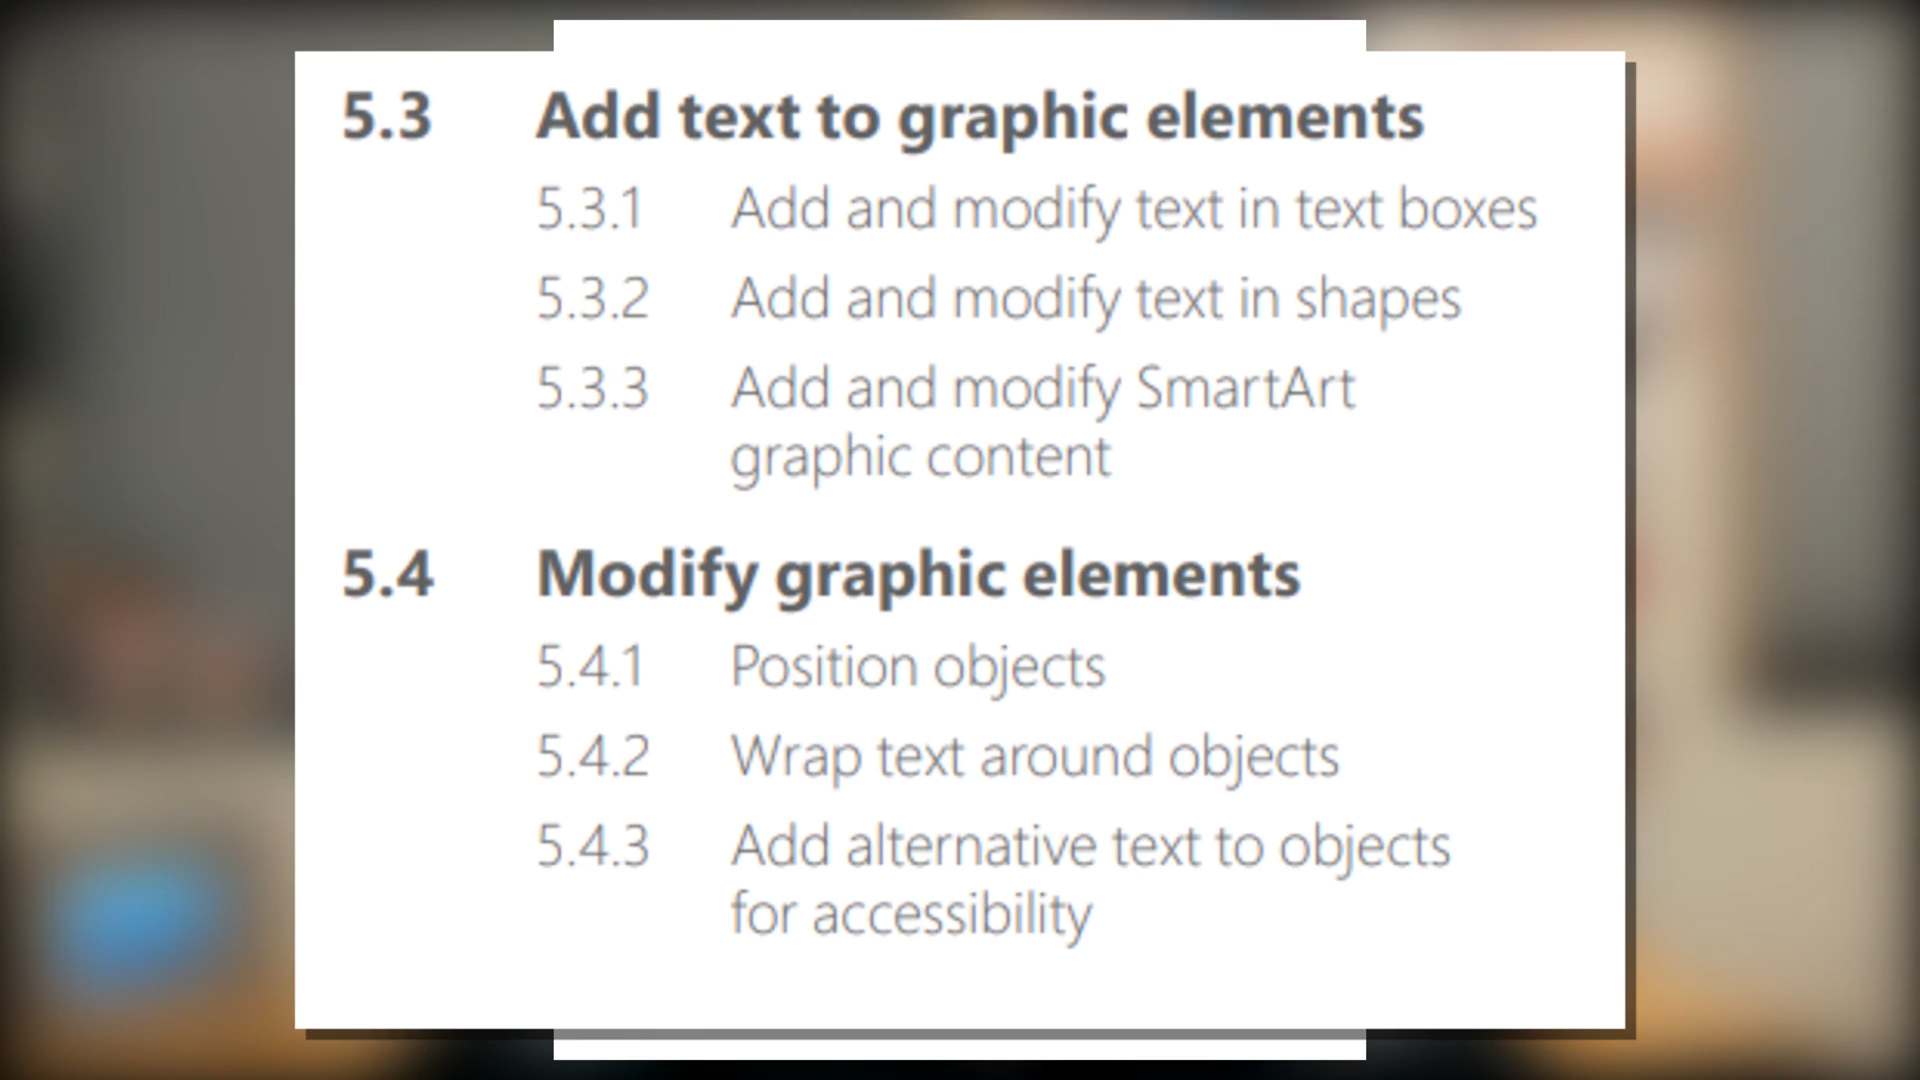 5.3 Add text to graphic elements
5.3.1 Add and modify text in text boxes
5.3.2 Add and modify text in shapes
5.3.3 Add and modify SmartArt
graphic content
5.4 Modify graphic elements
5.4.1 Position objects
5.4.2 Wrap text around objects
5.4.3 Add alternative text to objects
for accessibility